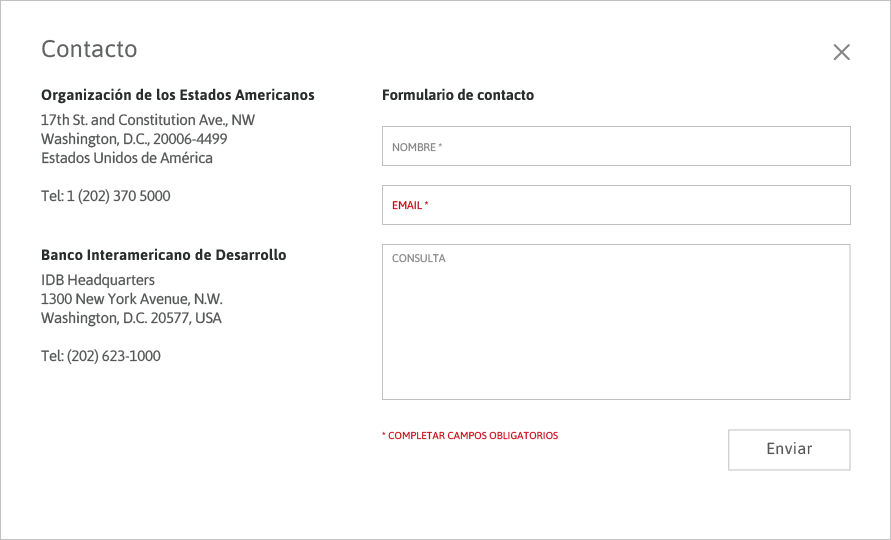 Contacto
Organización de los Estados Americanos
17th St. and Constitution Ave., NW
Washington, D.C., 20006-4499
Estados Unidos de América
Tel: 1 (202) 370 5000
Banco Interamericano de Desarrollo
IDB Headquarters
1300 New York Avenue, N.W.
Washington, D.C. 20577, USA
Tel: (202) 623-1000
Formulario de contacto
NOMBRE *
EMAIL *
CONSULTA
* COMPLETAR CAMPOS OBLIGATORIOS
Enviar